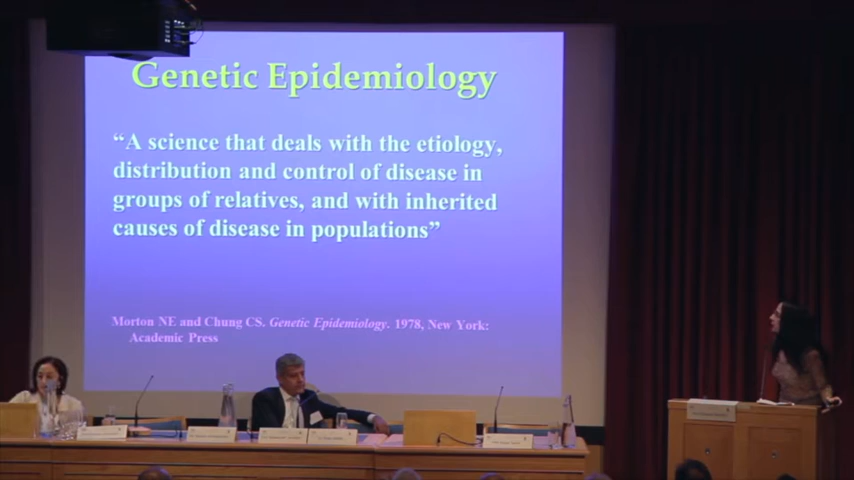 Genetic Epidemiology
“A science that deals with the etiology,
distribution and control of disease in
groups of relatives, and with inherited
causes of disease in populations”
Morton NE and Chung CS. Genetic Epidemiology. 1978, New York:
Academic Press